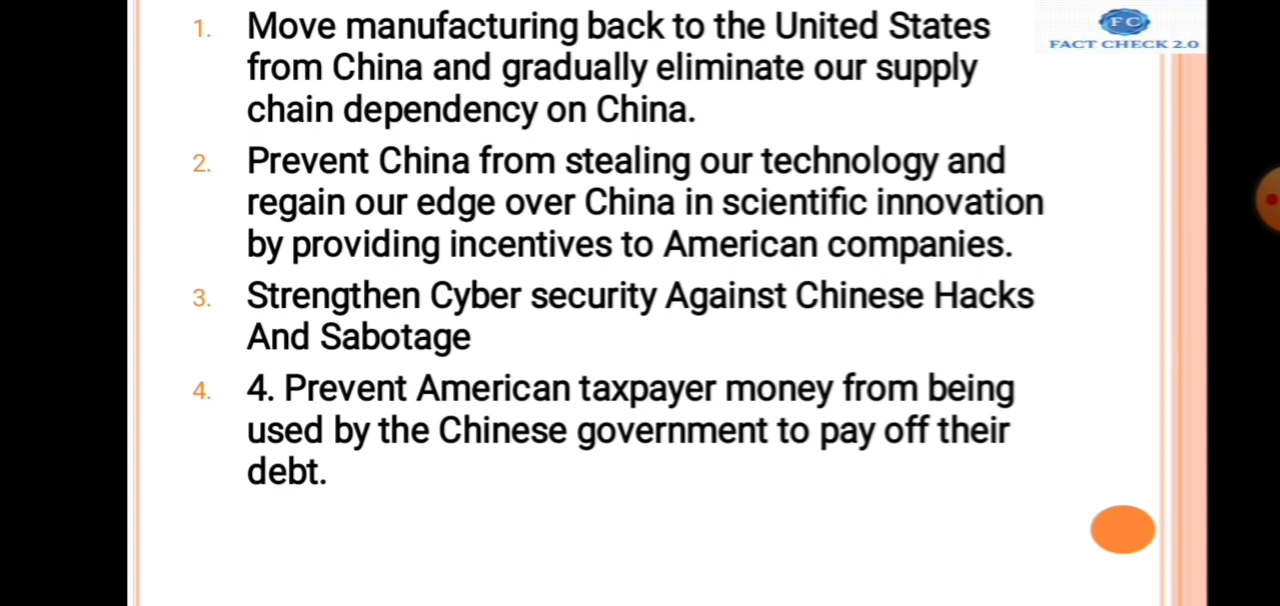 FC
FACT CHECK 2.0
1. Move manufacturing back to the United States
from China and gradually eliminate our supply
chain dependency on China.
2. Prevent China from stealing our technology and
regain our edge over China in scientific innovation
by providing incentives to American companies.
3. Strengthen Cyber security Against Chinese Hacks
And Sabotage
4. 4. Prevent American taxpayer money from being
used by the Chinese government to pay off their
debt.